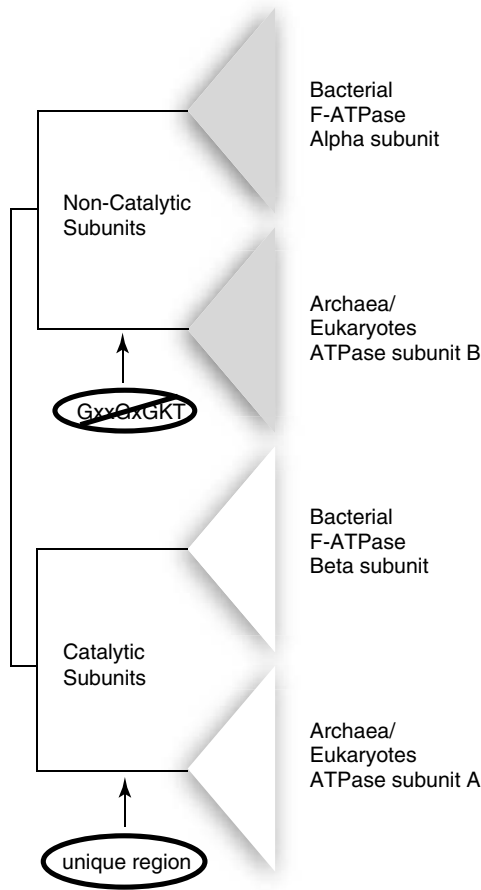 Bacterial
F-ATPase
Alpha subunit
Non-Catalytic
Subunits
Archaea/
Eukaryotes
ATPase subunit B
GxxGxGKT
Bacterial
F-ATPase
Beta subunit
Catalytic
Subunits
Archaea/
Eukaryotes
ATPase subunit A
unique region